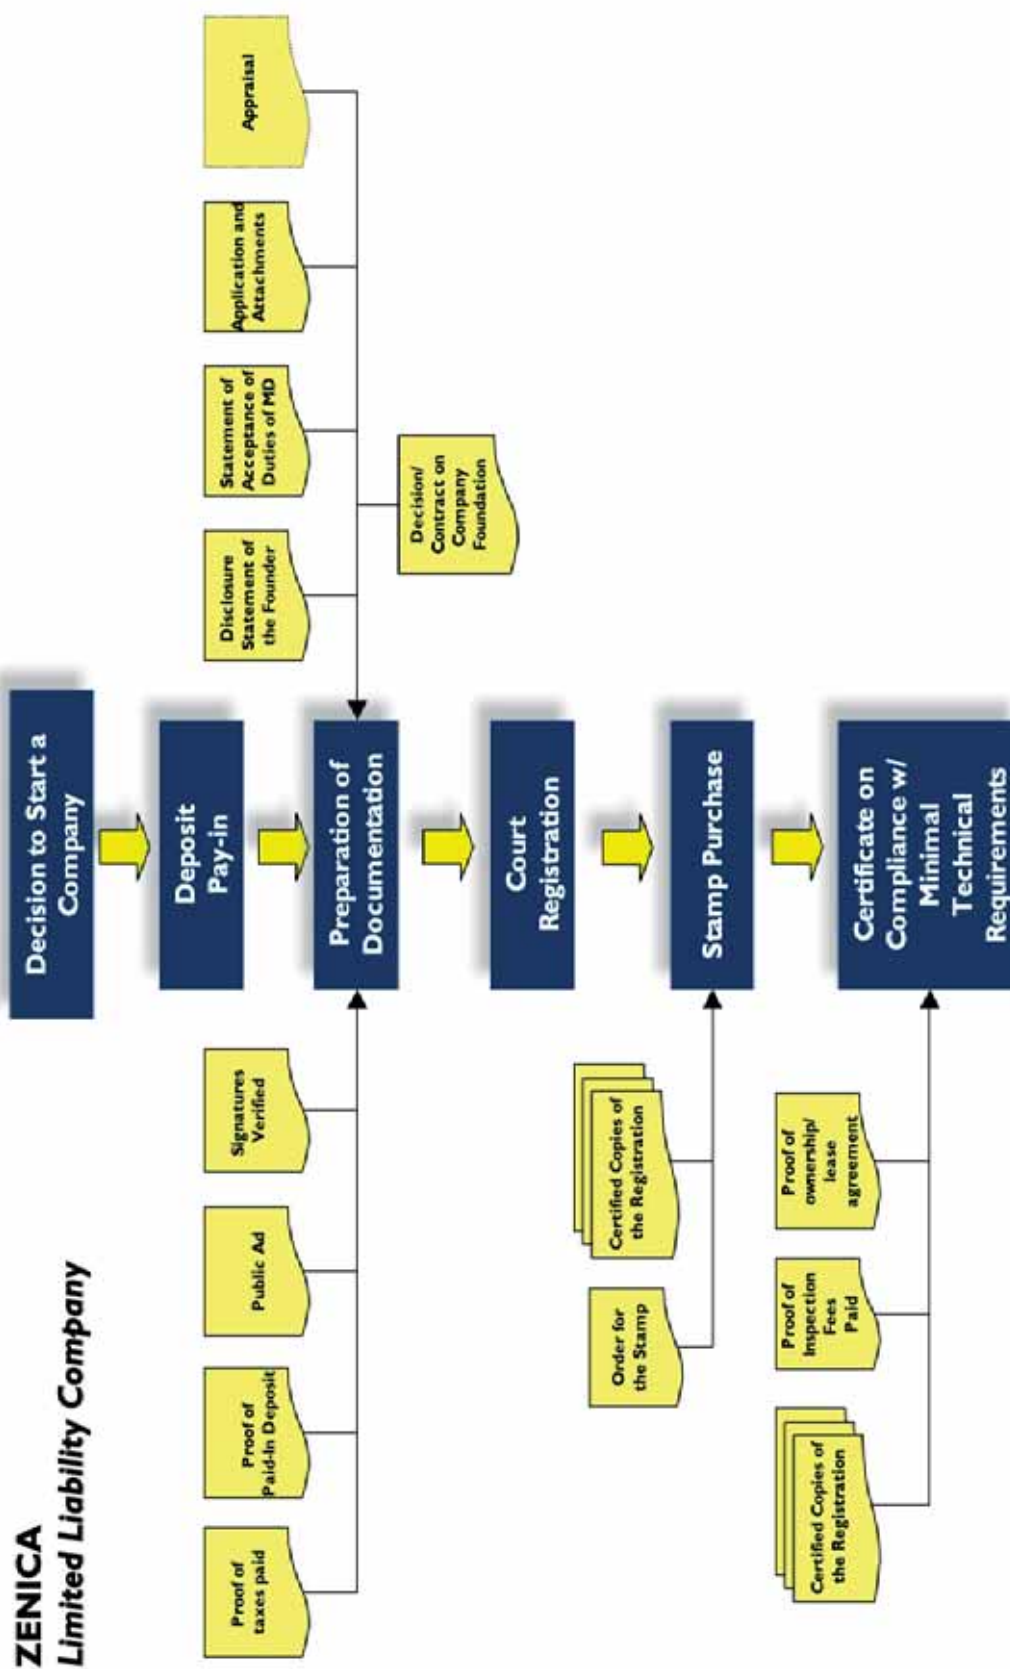 ZENICA
Limited Liability Company
Decision to Start a
Company
Deposit
Pay-in
Proof of
taxes paid
Proof of
Paid-In Deposit
Public Ad
Signatures
Verified
Disclosure
Statement of
the Founder
Statement of
Acceptance of
Duties of MD
Application and
Attachments
Appraisal
Preparation of
Documentation
Decision/
Contract on
Company
Foundation
Court
Registration
Order for
the Stamp
Certified Copies of
the Registration
Stamp Purchase
Certified Copies of
the Registration
Proof of
Inspection
Fees
Paid
Proof of
ownership/
lease
agreement
Certificate on
Compliance w/
Minimal
Technical
Requirements